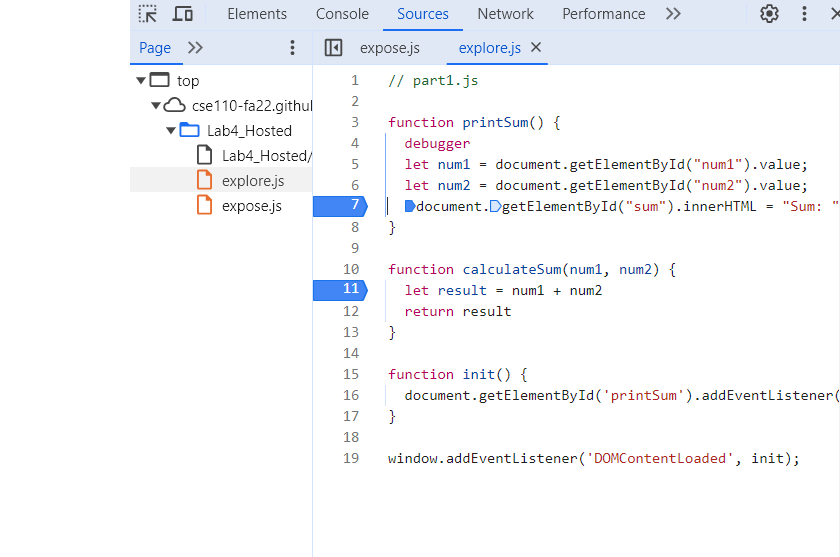 Elements Console Sources Network Performance
Page expose.js explore.js
top
cse110-fa22.githul
Lab4_Hosted
Lab4_Hosted/
explore.js
expose.js
1 // part1.js
2
3 function printSum() {
4 debugger
5 let num1 = document.getElementById("num1").value;
6 let num2 = document.getElementById("num2").value;
7 document.getElementById("sum").innerHTML = "Sum: "
8 }
9
10 function calculateSum(num1, num2) {
11 let result = num1 + num2
12 return result
13 }
14
15 function init() {
16 document.getElementById('printSum').addEventListener(
17 }
18
19 window.addEventListener('DOMContentLoaded', init);